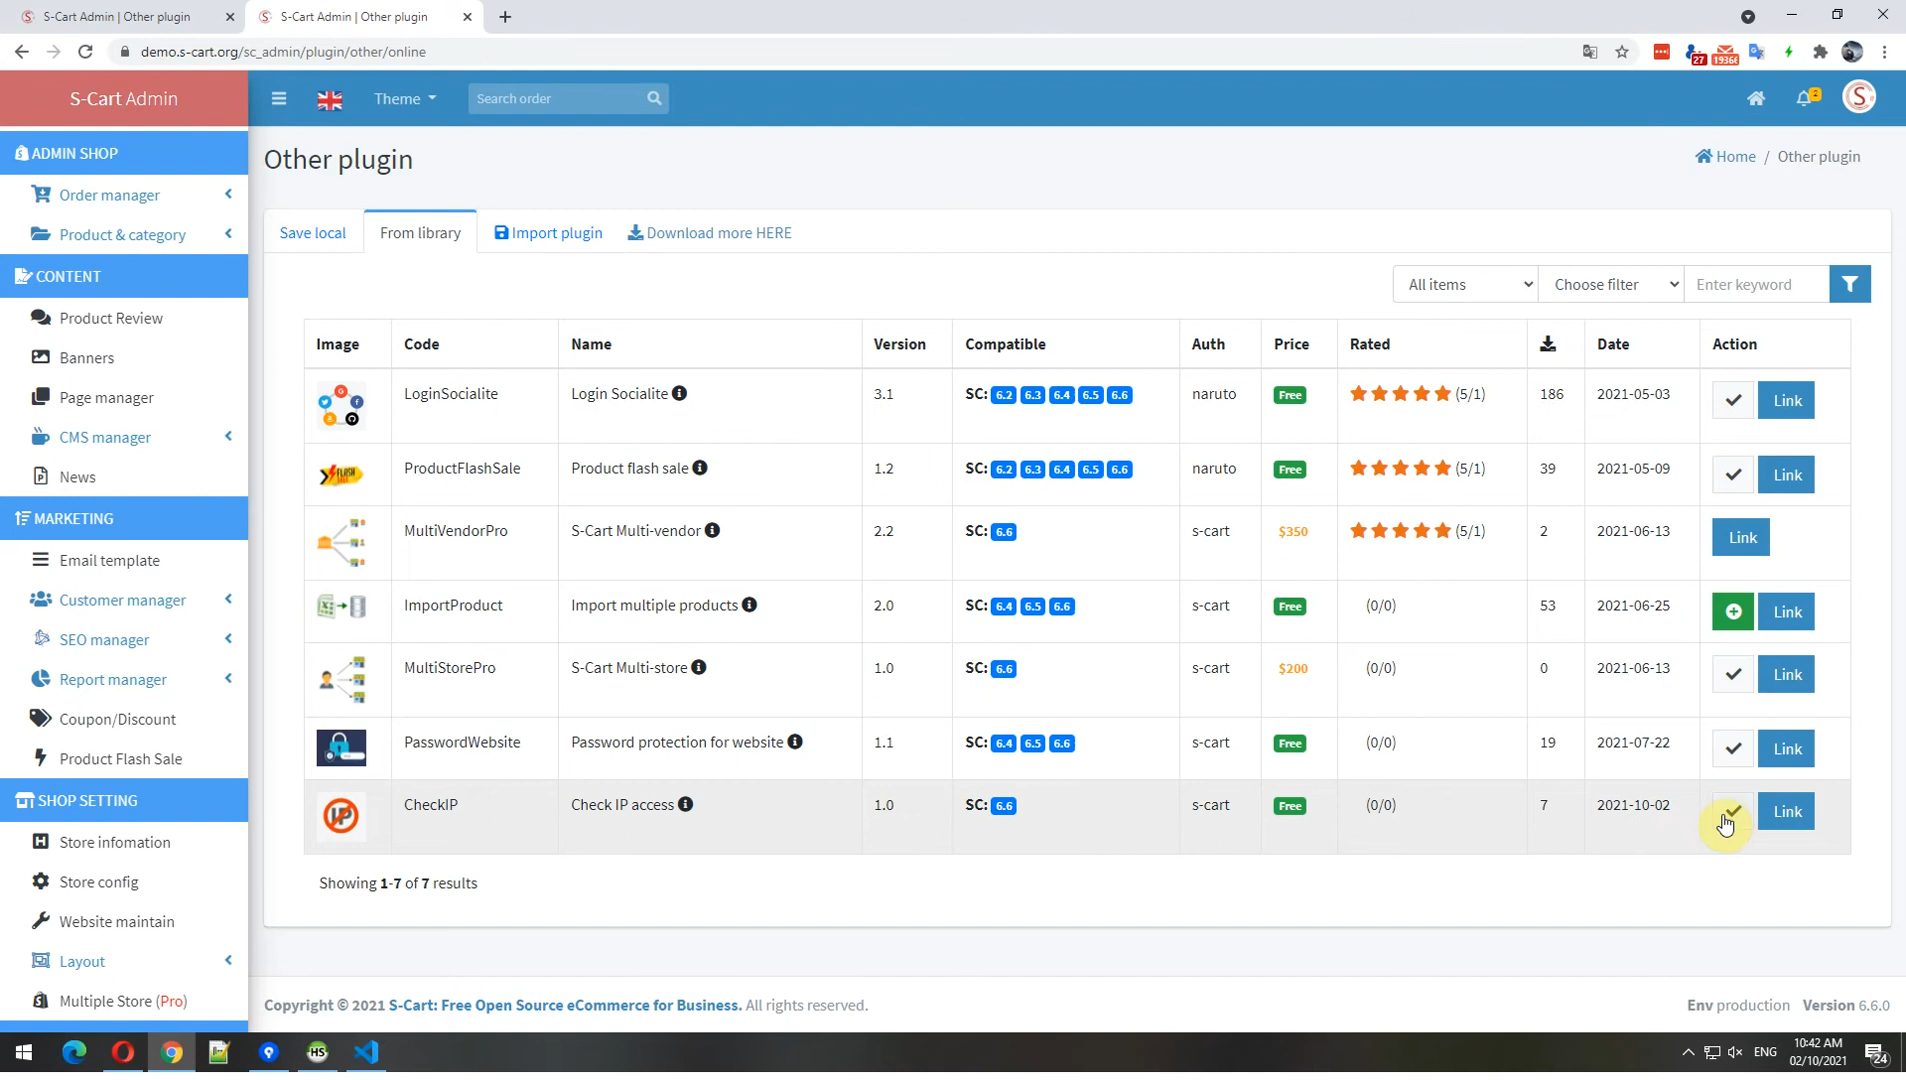 S-Cart Admin | Other plugin
S-Cart Admin | Other plugin
demo.s-cart.org/sc_admin/plugin/other/online
27
S-Cart Admin
Theme
Search order
ADMIN SHOP
Order manager
Product & category
CONTENT
Product Review
Banners
Page manager
CMS manager
News
MARKETING
Email template
Customer manager
SEO manager
Report manager
Coupon/Discount
Product Flash Sale
SHOP SETTING
Store infomation
Store config
Website maintain
Layout
Multiple Store (Pro)
Other plugin
Home / Other plugin
Save local From library Import plugin Download more HERE
All items Choose filter Enter keyword
Image Code Name Version Compatible Auth Price Rated Date Action
LoginSocialite Login Socialite 3.1 SC: 6.2 6.3 6.4 6.5 6.6 naruto Free (5/1) 186 2021-05-03 Link
FLASH SALE ProductFlashSale Product flash sale 1.2 SC: 6.2 6.3 6.4 6.5 6.6 naruto Free (5/1) 39 2021-05-09 Link
MultiVendorPro S-Cart Multi-vendor 2.2 SC: 6.6 s-cart $350 (5/1) 2 2021-06-13 Link
ImportProduct Import multiple products 2.0 SC: 6.4 6.5 6.6 s-cart Free (0/0) 53 2021-06-25 Link
MultiStorePro S-Cart Multi-store 1.0 SC: 6.6 s-cart $200 (0/0) 0 2021-06-13 Link
PasswordWebsite Password protection for website 1.1 SC: 6.4 6.5 6.6 s-cart Free (0/0) 19 2021-07-22 Link
IP CheckIP Check IP access 1.0 SC: 6.6 s-cart Free (0/0) 7 2021-10-02 Link
Showing 1-7 of 7 results
Copyright © 2021 S-Cart: Free Open Source eCommerce for Business. All rights reserved.
Env production Version 6.6.0
HS
ENG
10:42 AM
02/10/2021
24